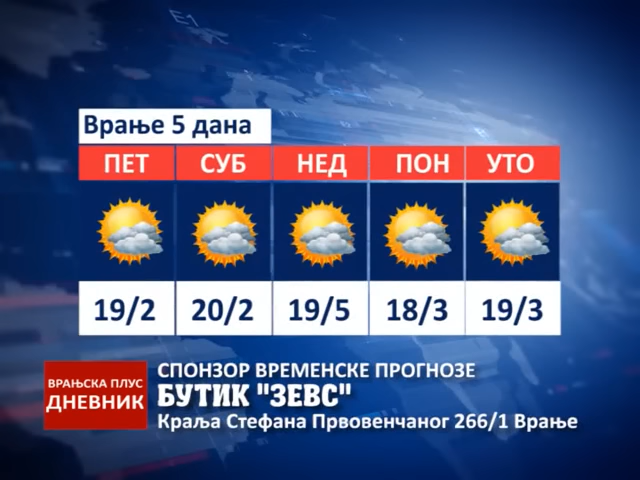 Врање 5 дана
ПЕТ СУБ НЕД ПОН УТО
19/2 20/2 19/5 18/3 19/3
ВРАЊСКА ПЛУС
ДНЕВНИК
СПОНЗОР ВРЕМЕНСКЕ ПРОГНОЗЕ
БУТИК "ЗЕВС"
Краља Стефана Првовенчаног 266/1 Врање